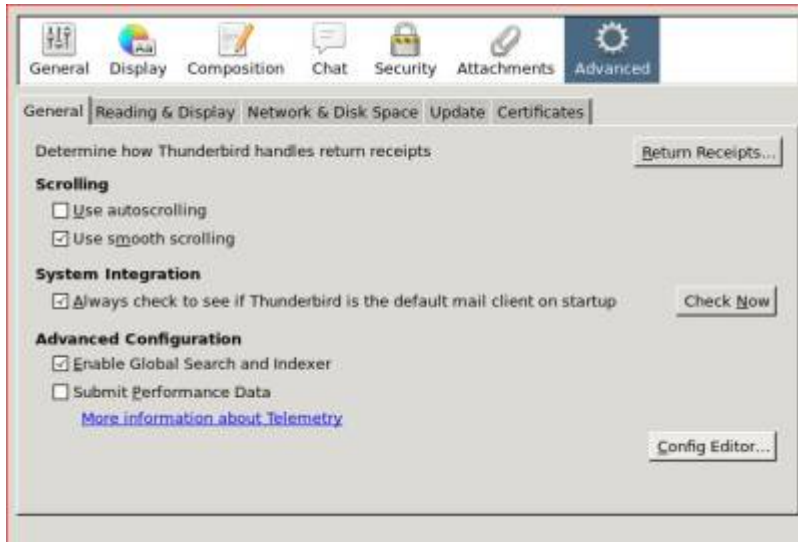 General Display Composition Chat Security Attachments Advanced
General Reading & Display Network & Disk Space Update Certificates
Determine how Thunderbird handles return receipts Return Receipts...
Scrolling
Use autoscrolling
Use smooth scrolling
System Integration
Always check to see if Thunderbird is the default mail client on startup Check Now
Advanced Configuration
Enable Global Search and Indexer
Submit Performance Data
More information about Telemetry
Config Editor...